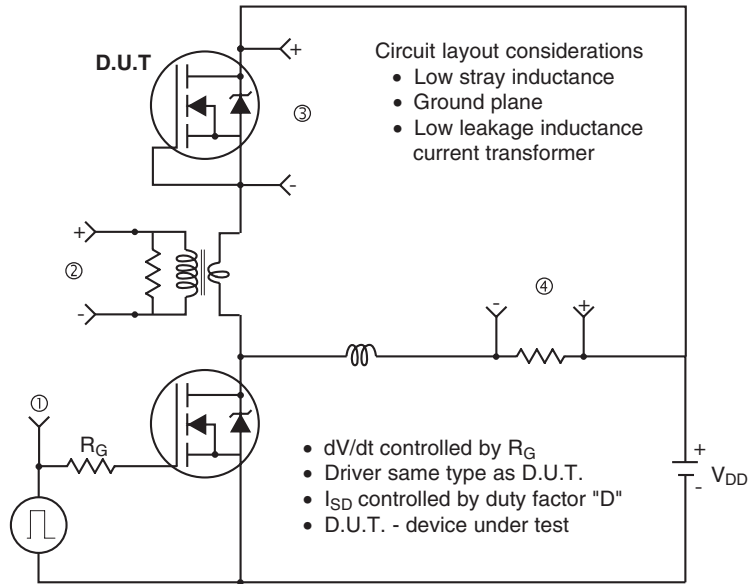 D.U.T
+
③
-
Circuit layout considerations
• Low stray inductance
• Ground plane
• Low leakage inductance
current transformer
+
②
-
④
-
+
①
R_G
• dV/dt controlled by R_G
• Driver same type as D.U.T.
• I_SD controlled by duty factor "D"
• D.U.T. - device under test
+
V_DD
-